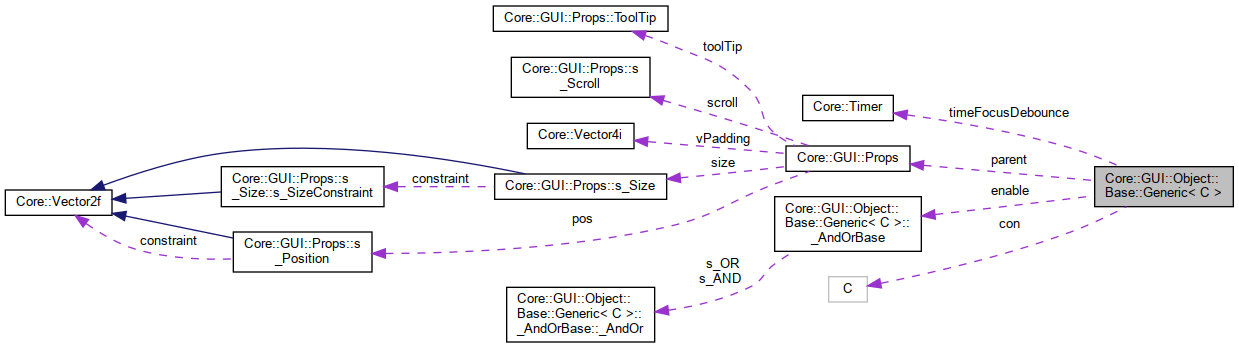 Core::GUI::Props::ToolTip
toolTip
Core::GUI::Props::s
_Scroll
scroll
Core::Timer
timeFocusDebounce
Core::Vector4i
vPadding
Core::GUI::Props
parent
size
Core::GUI::Object::
Base::Generic< C >
Core::GUI::Props::s
_Size::s_SizeConstraint
constraint
Core::GUI::Props::s_Size
enable
Core::Vector2f
Core::GUI::Object::
Base::Generic< C >::
_AndOrBase
pos
con
constraint
Core::GUI::Props::s
_Position
s_OR
s_AND
C
Core::GUI::Object::
Base::Generic< C >::
_AndOrBase::_AndOr